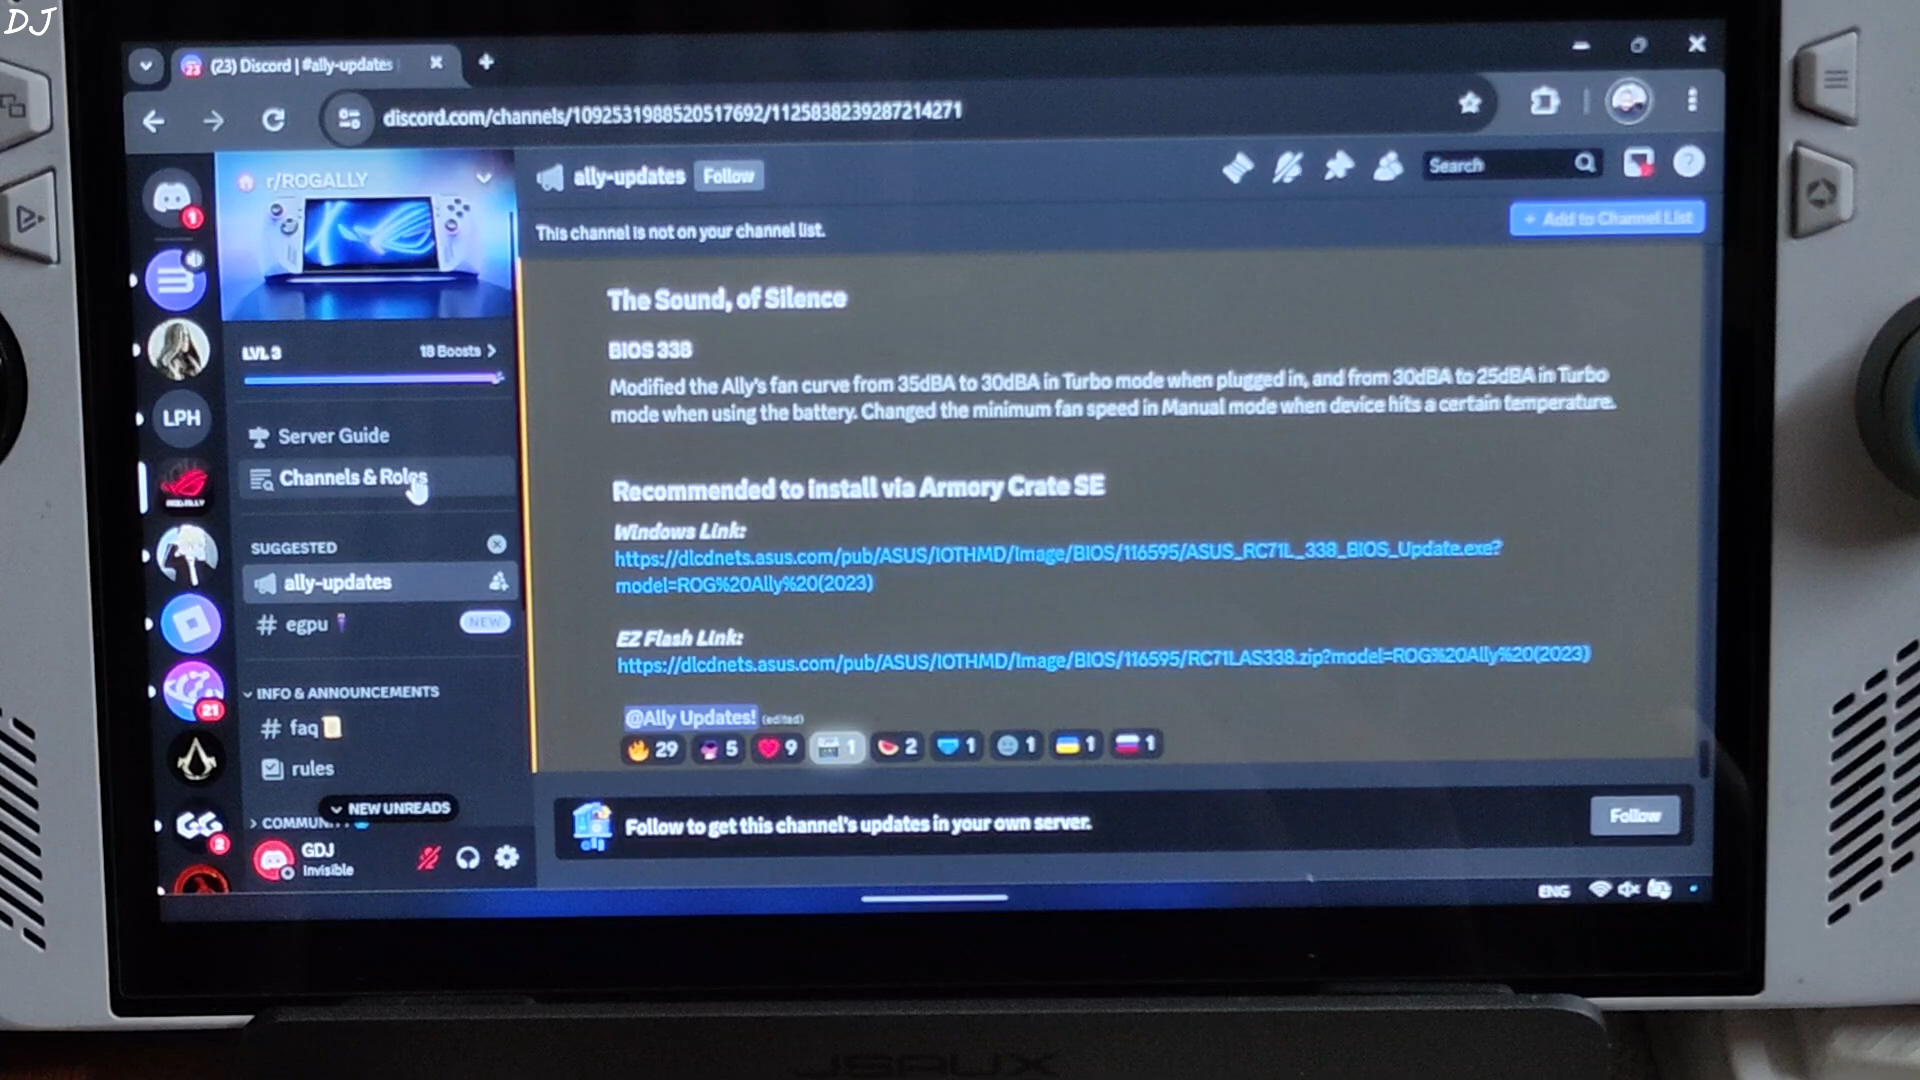 DJ
(23) Discord | #ally-updates
discord.com/channels/1092531988520517692/1125838239287214271
r/ROGALLY
ally-updates
Follow
Search
This channel is not on your channel list.
+ Add to Channel List
LVL 3
18 Boosts >
Server Guide
Channels & Roles
SUGGESTED
ally-updates
# egpu
NEW
INFO & ANNOUNCEMENTS
# faq
rules
NEW UNREADS
GDJ
Invisible
1
23
LPH
21
2
The Sound, of Silence
BIOS 338
Modified the Ally's fan curve from 35dBA to 30dBA in Turbo mode when plugged in, and from 30dBA to 25dBA in Turbo
mode when using the battery. Changed the minimum fan speed in Manual mode when device hits a certain temperature.
Recommended to install via Armory Crate SE
Windows Link:
https://dlcdnets.asus.com/pub/ASUS/IOTHMD/Image/BIOS/116595/ASUS_RC71L_338_BIOS_Update.exe?
model=ROG%20Ally%20(2023)
EZ Flash Link:
https://dlcdnets.asus.com/pub/ASUS/IOTHMD/Image/BIOS/116595/RC71LAS338.zip?model=ROG%20Ally%20(2023)
@Ally Updates! (edited)
29 5 9 1 2 1 1 1 1
Follow to get this channel's updates in your own server.
Follow
ENG
JSAUX